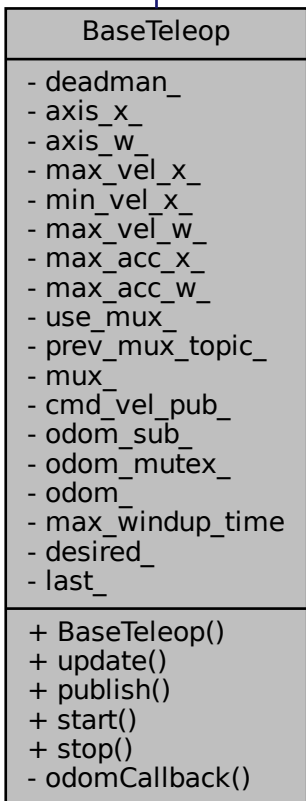 BaseTeleop
- deadman_
- axis_x_
- axis_w_
- max_vel_x_
- min_vel_x_
- max_vel_w_
- max_acc_x_
- max_acc_w_
- use_mux_
- prev_mux_topic_
- mux_
- cmd_vel_pub_
- odom_sub_
- odom_mutex_
- odom_
- max_windup_time
- desired_
- last_
+ BaseTeleop()
+ update()
+ publish()
+ start()
+ stop()
- odomCallback()